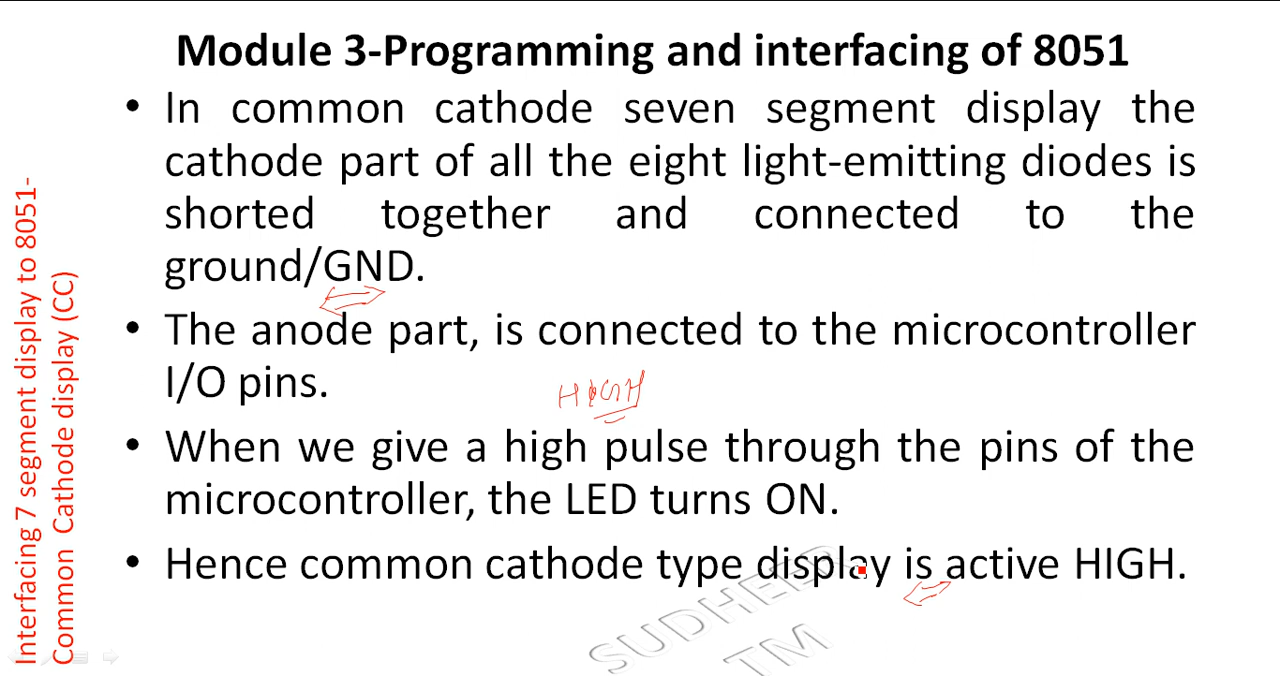 Module 3-Programming and interfacing of 8051
• In common cathode seven segment display the
cathode part of all the eight light-emitting diodes is
shorted together and connected to the
ground/GND.
• The anode part, is connected to the microcontroller
I/O pins.
HIGH
• When we give a high pulse through the pins of the
microcontroller, the LED turns ON.
• Hence common cathode type display is active HIGH.
SUDHEER
TM
Interfacing 7 segment display to 8051-
Common Cathode display (CC)